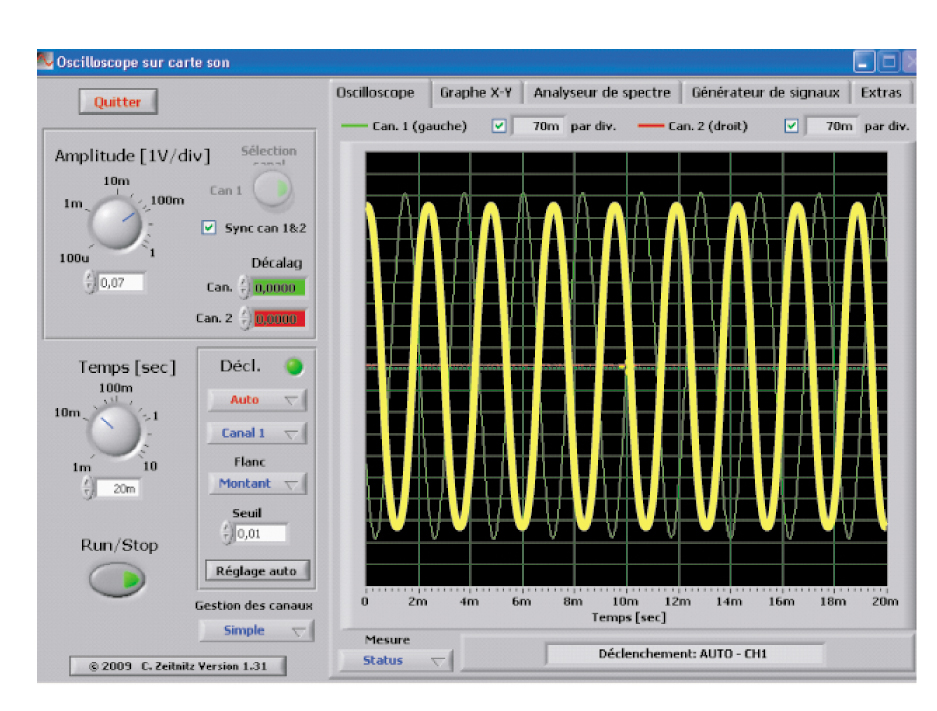 Oscilloscope sur carte son
Quitter
Oscilloscope Graphe X-Y Analyseur de spectre Générateur de signaux Extras
Can. 1 (gauche) 70m par div. Can. 2 (droit) 70m par div.
Amplitude [1V/div]
Sélection
10m
1m 100m
100u 1
0,07
Can 1
Sync can 1&2
Décalag
Can. 0,0000
Can. 2 0,0000
Temps [sec]
100m
10m 1
1m 10
20m
Run/Stop
Décl.
Auto
Canal 1
Flanc
Montant
Seuil
0,01
Réglage auto
Gestion des canaux
Simple
© 2009 C. Zeitnitz Version 1.31
0 2m 4m 6m 8m 10m 12m 14m 16m 18m 20m
Temps [sec]
Mesure
Status
Déclenchement: AUTO - CH1